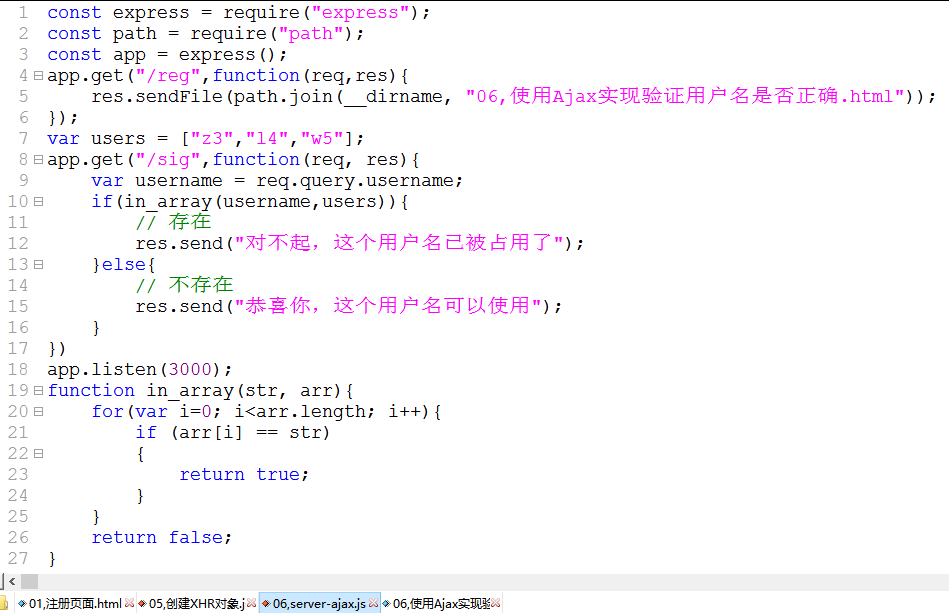 1 const express = require("express");
2 const path = require("path");
3 const app = express();
4 app.get("/reg",function(req,res){
5 res.sendFile(path.join(__dirname, "06,使用Ajax实现验证用户名是否正确.html"));
6 });
7 var users = ["z3","l4","w5"];
8 app.get("/sig",function(req, res){
9 var username = req.query.username;
10 if(in_array(username,users)){
11 // 存在
12 res.send("对不起，这个用户名已被占用了");
13 }else{
14 // 不存在
15 res.send("恭喜你，这个用户名可以使用");
16 }
17 })
18 app.listen(3000);
19 function in_array(str, arr){
20 for(var i=0; i<arr.length; i++){
21 if (arr[i] == str)
22 {
23 return true;
24 }
25 }
26 return false;
27 }
01,注册页面.html 05,创建XHR对象.j 06,server-ajax.js 06,使用Ajax实现验